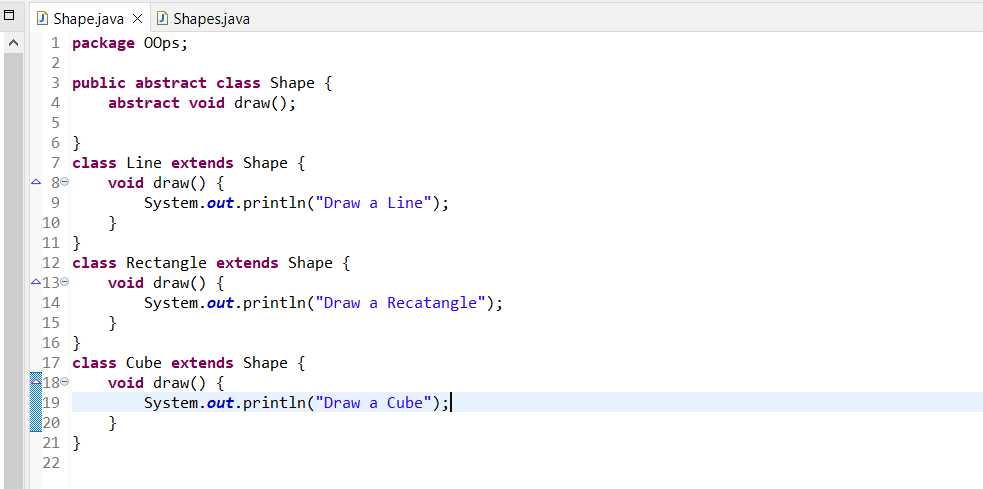 Shape.java Shapes.java
1 package OOps;
2
3 public abstract class Shape {
4 abstract void draw();
5
6 }
7 class Line extends Shape {
8 void draw() {
9 System.out.println("Draw a Line");
10 }
11 }
12 class Rectangle extends Shape {
13 void draw() {
14 System.out.println("Draw a Recatangle");
15 }
16 }
17 class Cube extends Shape {
18 void draw() {
19 System.out.println("Draw a Cube");
20 }
21 }
22